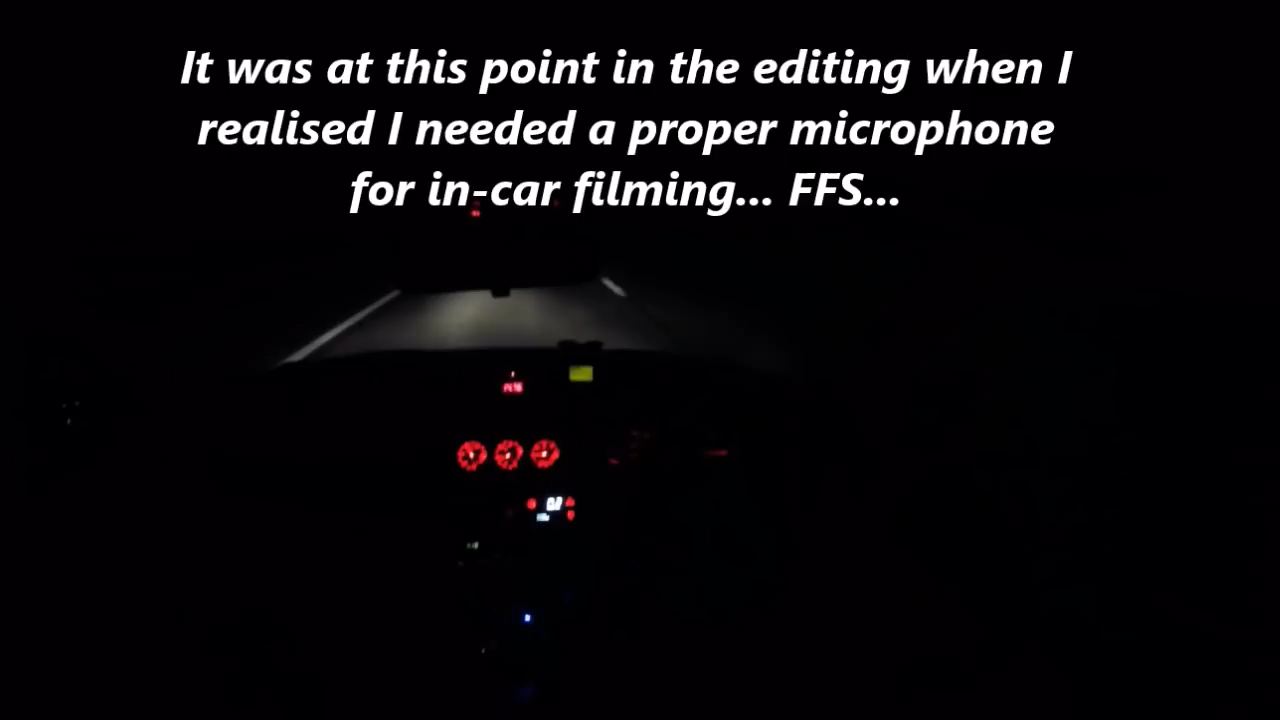 It was at this point in the editing when I
realised I needed a proper microphone
for in-car filming... FFS...